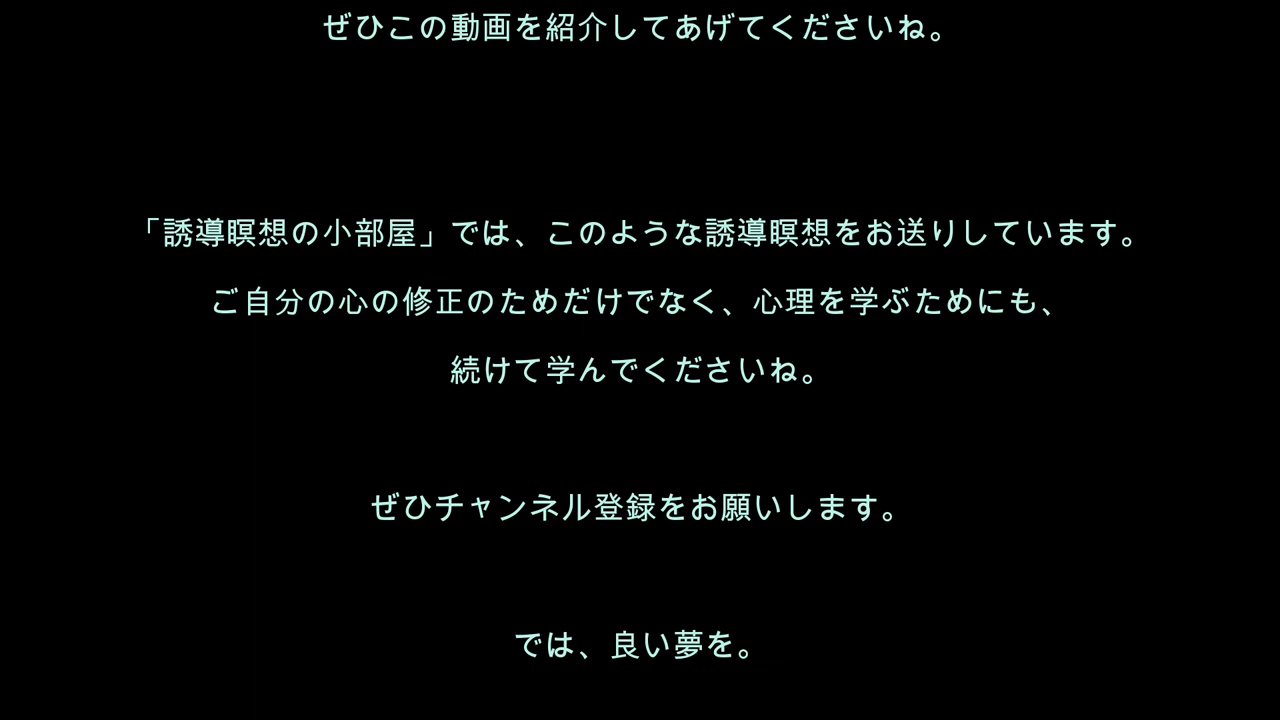 ぜひこの動画を紹介してあげてくださいね。
「誘導瞑想の小部屋」では、このような誘導瞑想をお送りしています。
ご自分の心の修正のためだけでなく、心理を学ぶためにも、
続けて学んでくださいね。
ぜひチャンネル登録をお願いします。
では、良い夢を。